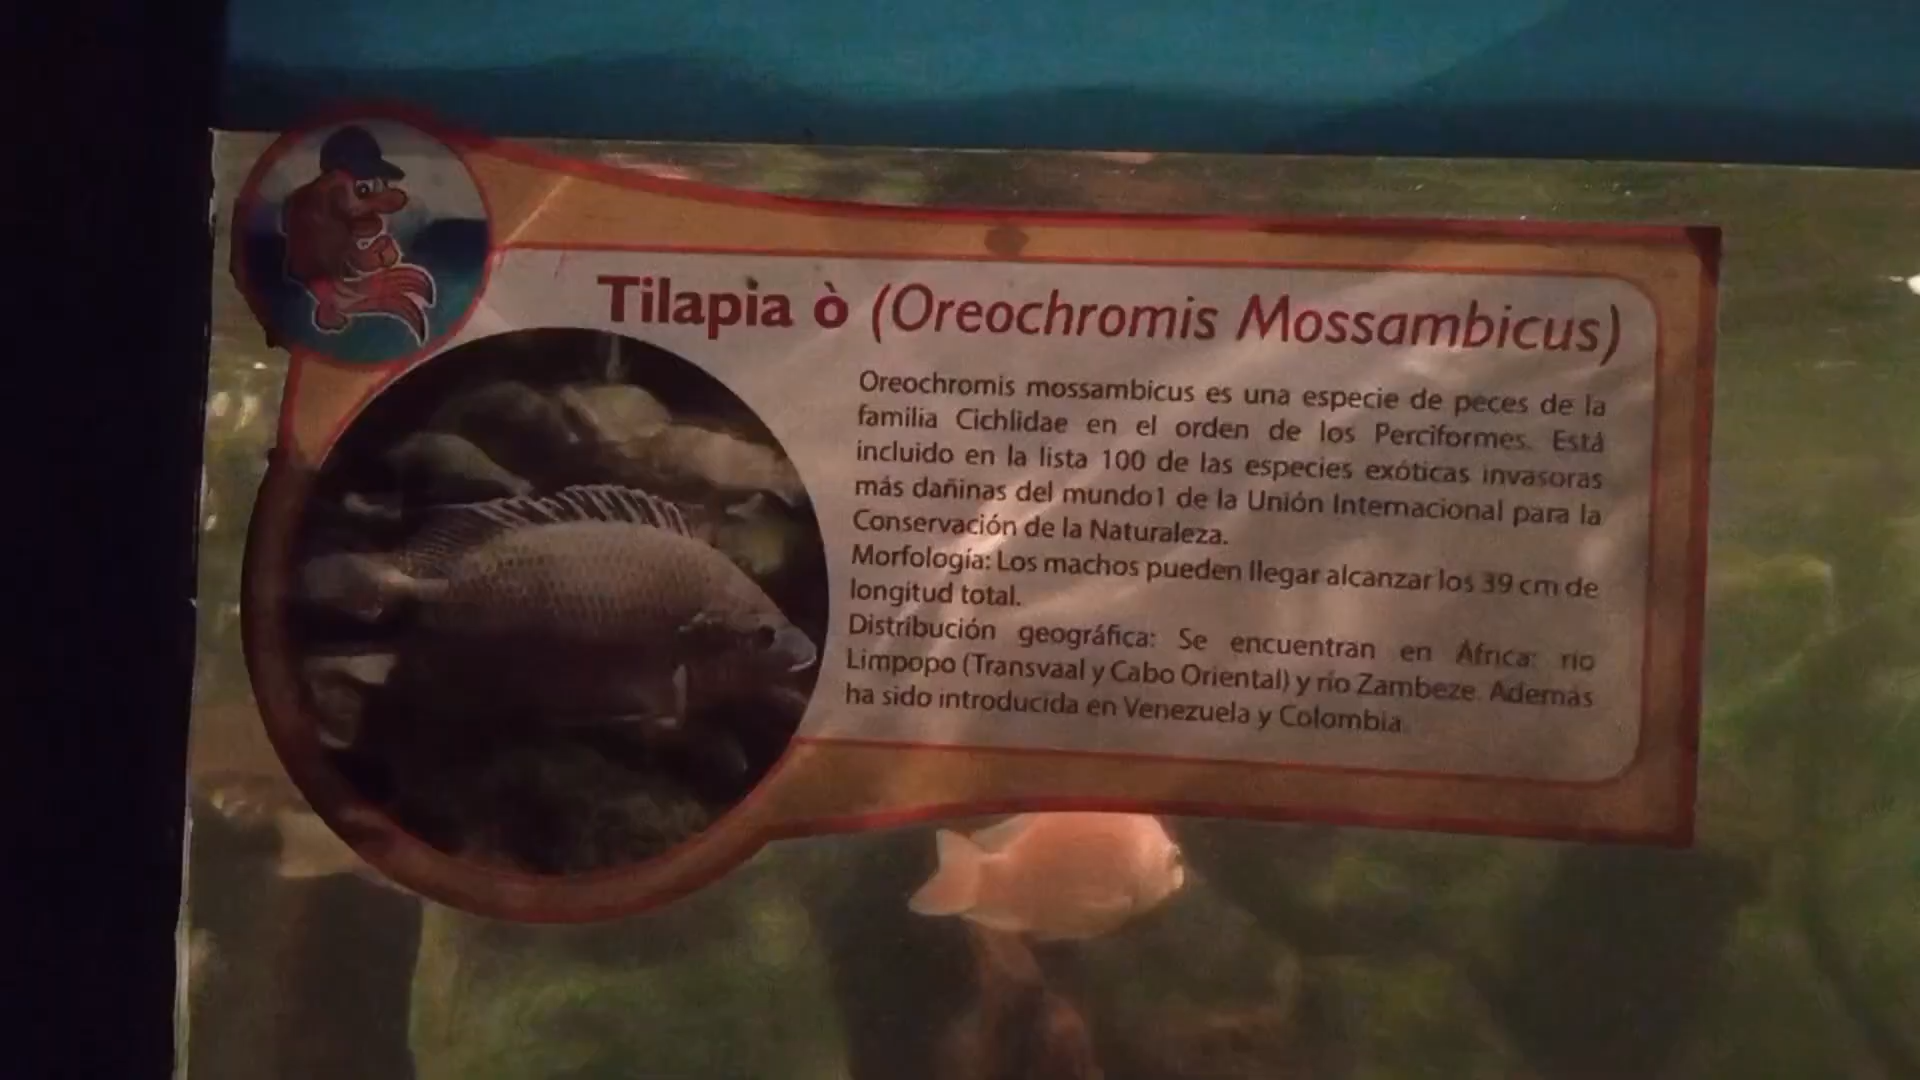 Tilapia ò (Oreochromis Mossambicus)
Oreochromis mossambicus es una especie de peces de la
familia Cichlidae en el orden de los Perciformes. Está
incluido en la lista 100 de las especies exóticas invasoras
más dañinas del mundo1 de la Unión Internacional para la
Conservación de la Naturaleza.
Morfología: Los machos pueden llegar alcanzar los 39 cm de
longitud total.
Distribución geográfica: Se encuentran en África: río
Limpopo (Transvaal y Cabo Oriental) y río Zambeze. Además
ha sido introducida en Venezuela y Colombia.